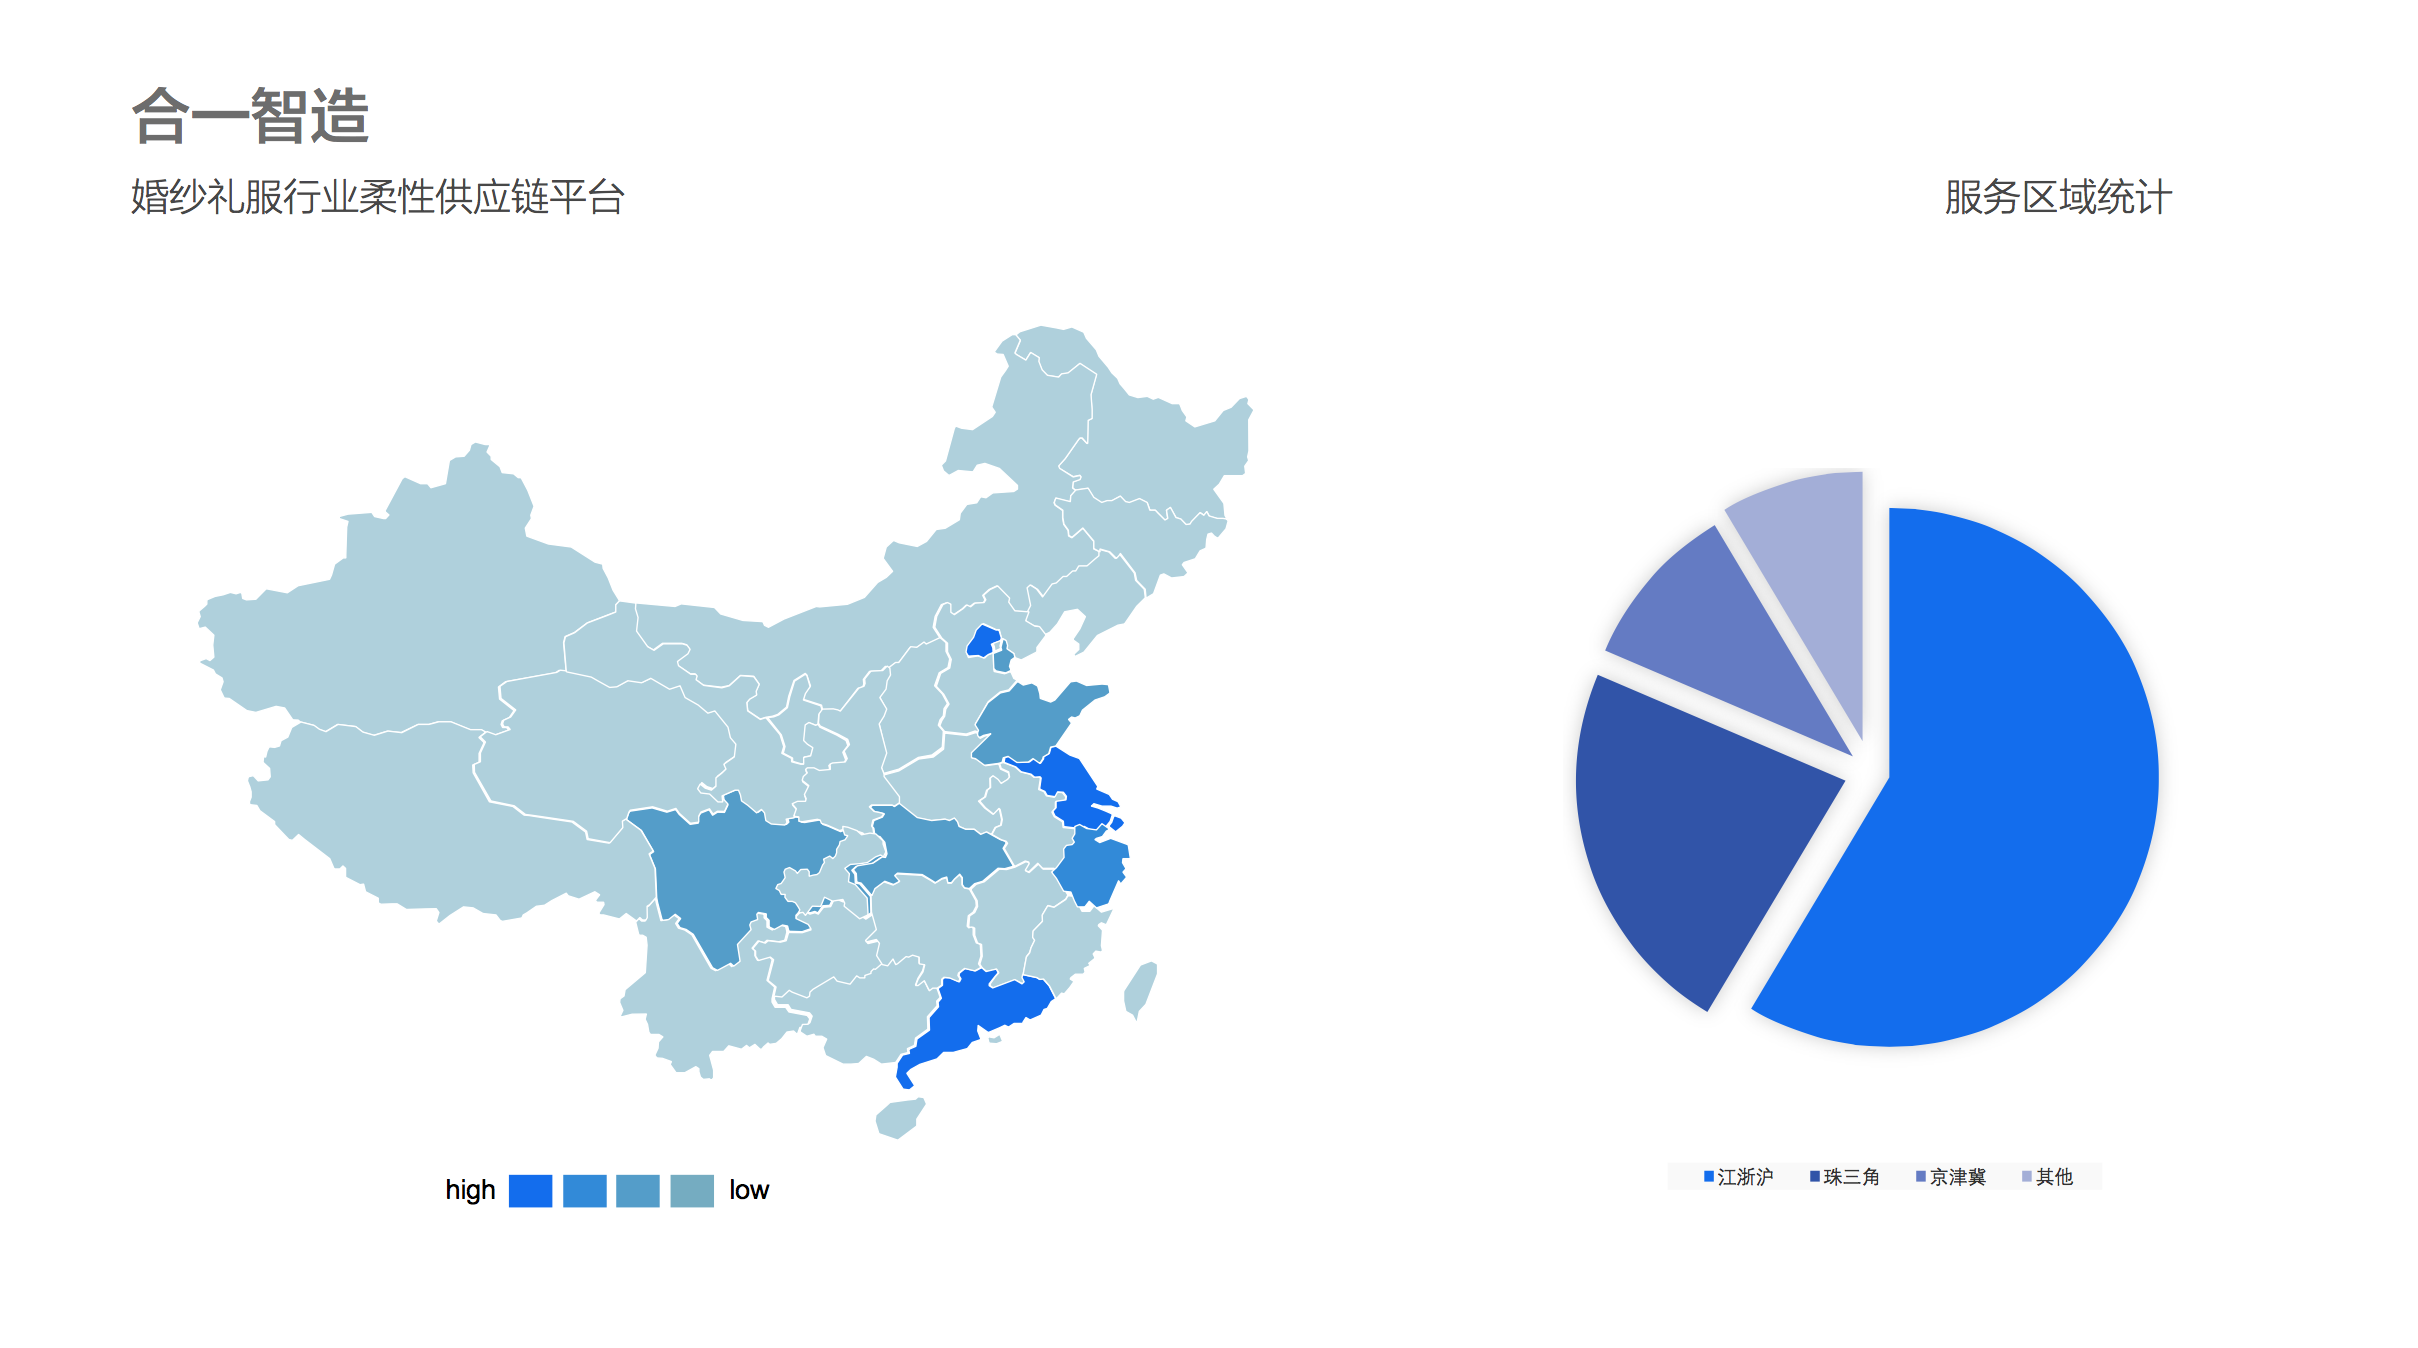 合一智造
婚纱礼服行业柔性供应链平台
服务区域统计
high low
江浙沪 珠三角 京津冀 其他